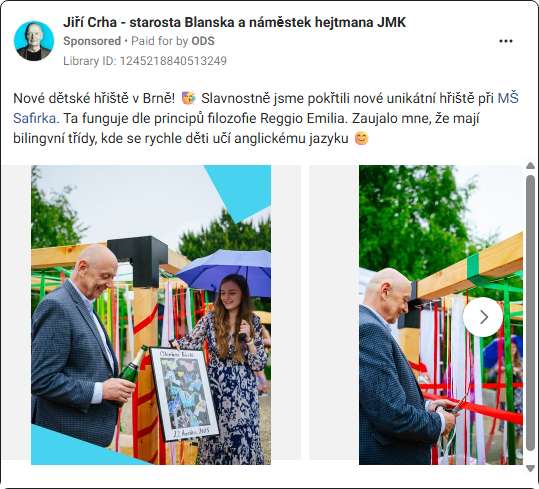 Jiří Crha - starosta Blanska a náměstek hejtmana JMK
Sponsored • Paid for by ODS
Library ID: 1245218840513249
Nové dětské hřiště v Brně! 🥳 Slavnostně jsme pokřtili nové unikátní hřiště při MŠ
Safirka. Ta funguje dle principů filozofie Reggio Emilia. Zaujalo mne, že mají
bilingvní třídy, kde se rychle děti učí anglickému jazyku 😊